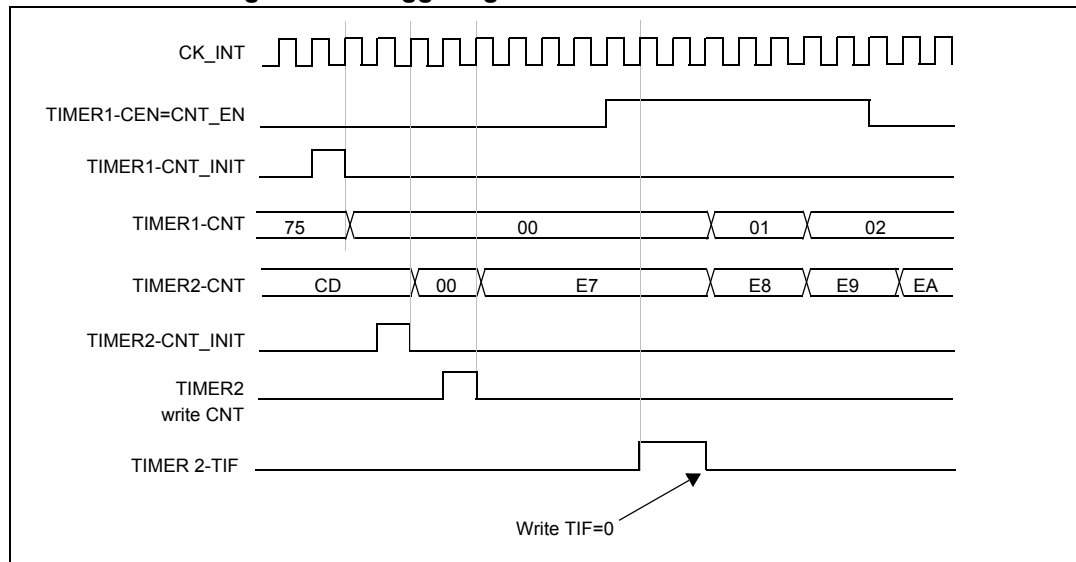 CK_INT
TIMER1-CEN=CNT_EN
TIMER1-CNT_INIT
TIMER1-CNT 75 00 01 02
TIMER2-CNT CD 00 E7 E8 E9 EA
TIMER2-CNT_INIT
TIMER2
write CNT
TIMER 2-TIF
Write TIF=0